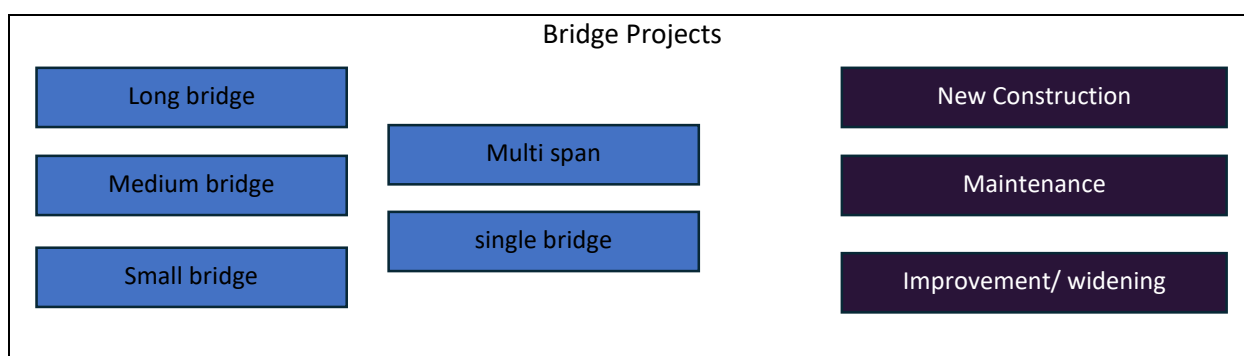 Bridge Projects
Long bridge
Medium bridge
Small bridge
Multi span
single bridge
New Construction
Maintenance
Improvement/ widening